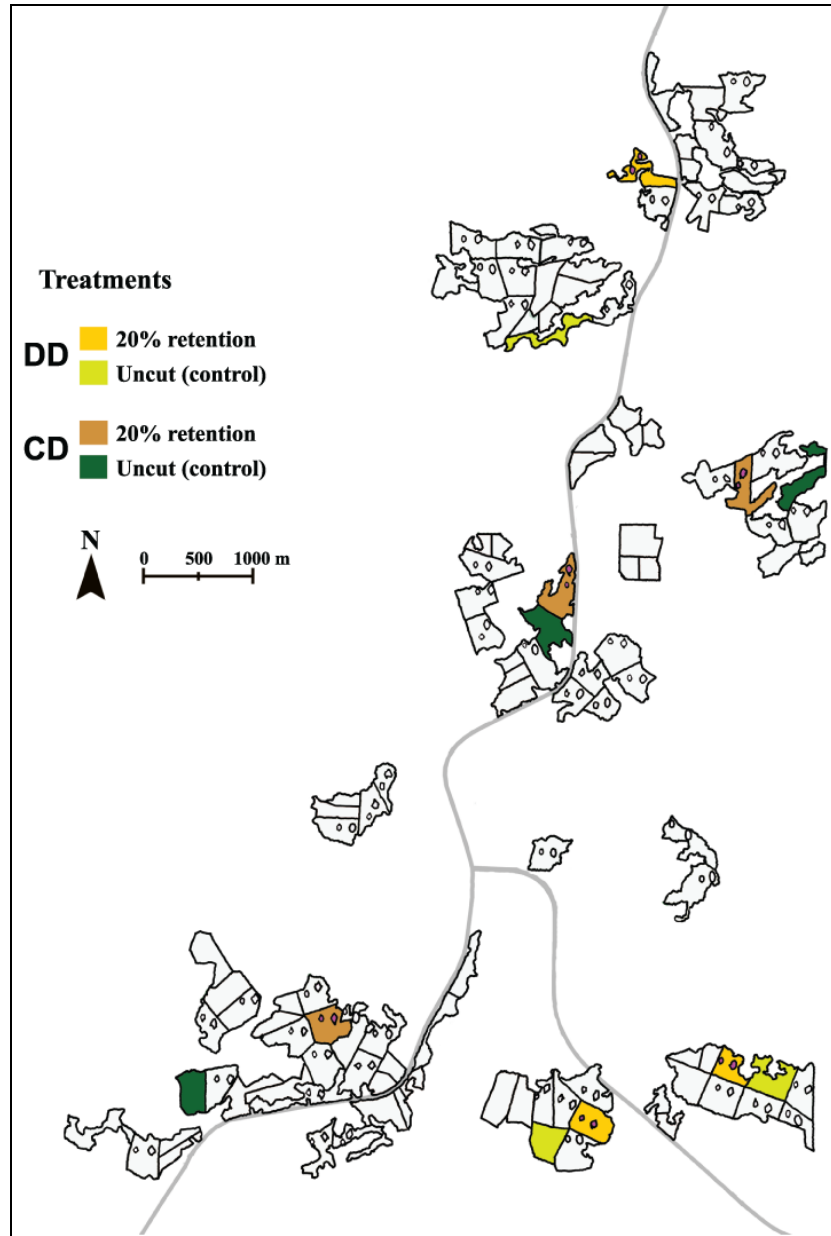 Treatments
DD
20% retention
Uncut (control)
CD
20% retention
Uncut (control)
N
0 500 1000 m